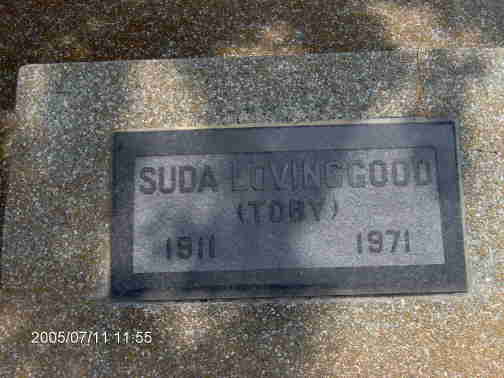 SUDA LOVINGGOOD
(TOBY)
1911 1971
2005/07/11 11:55